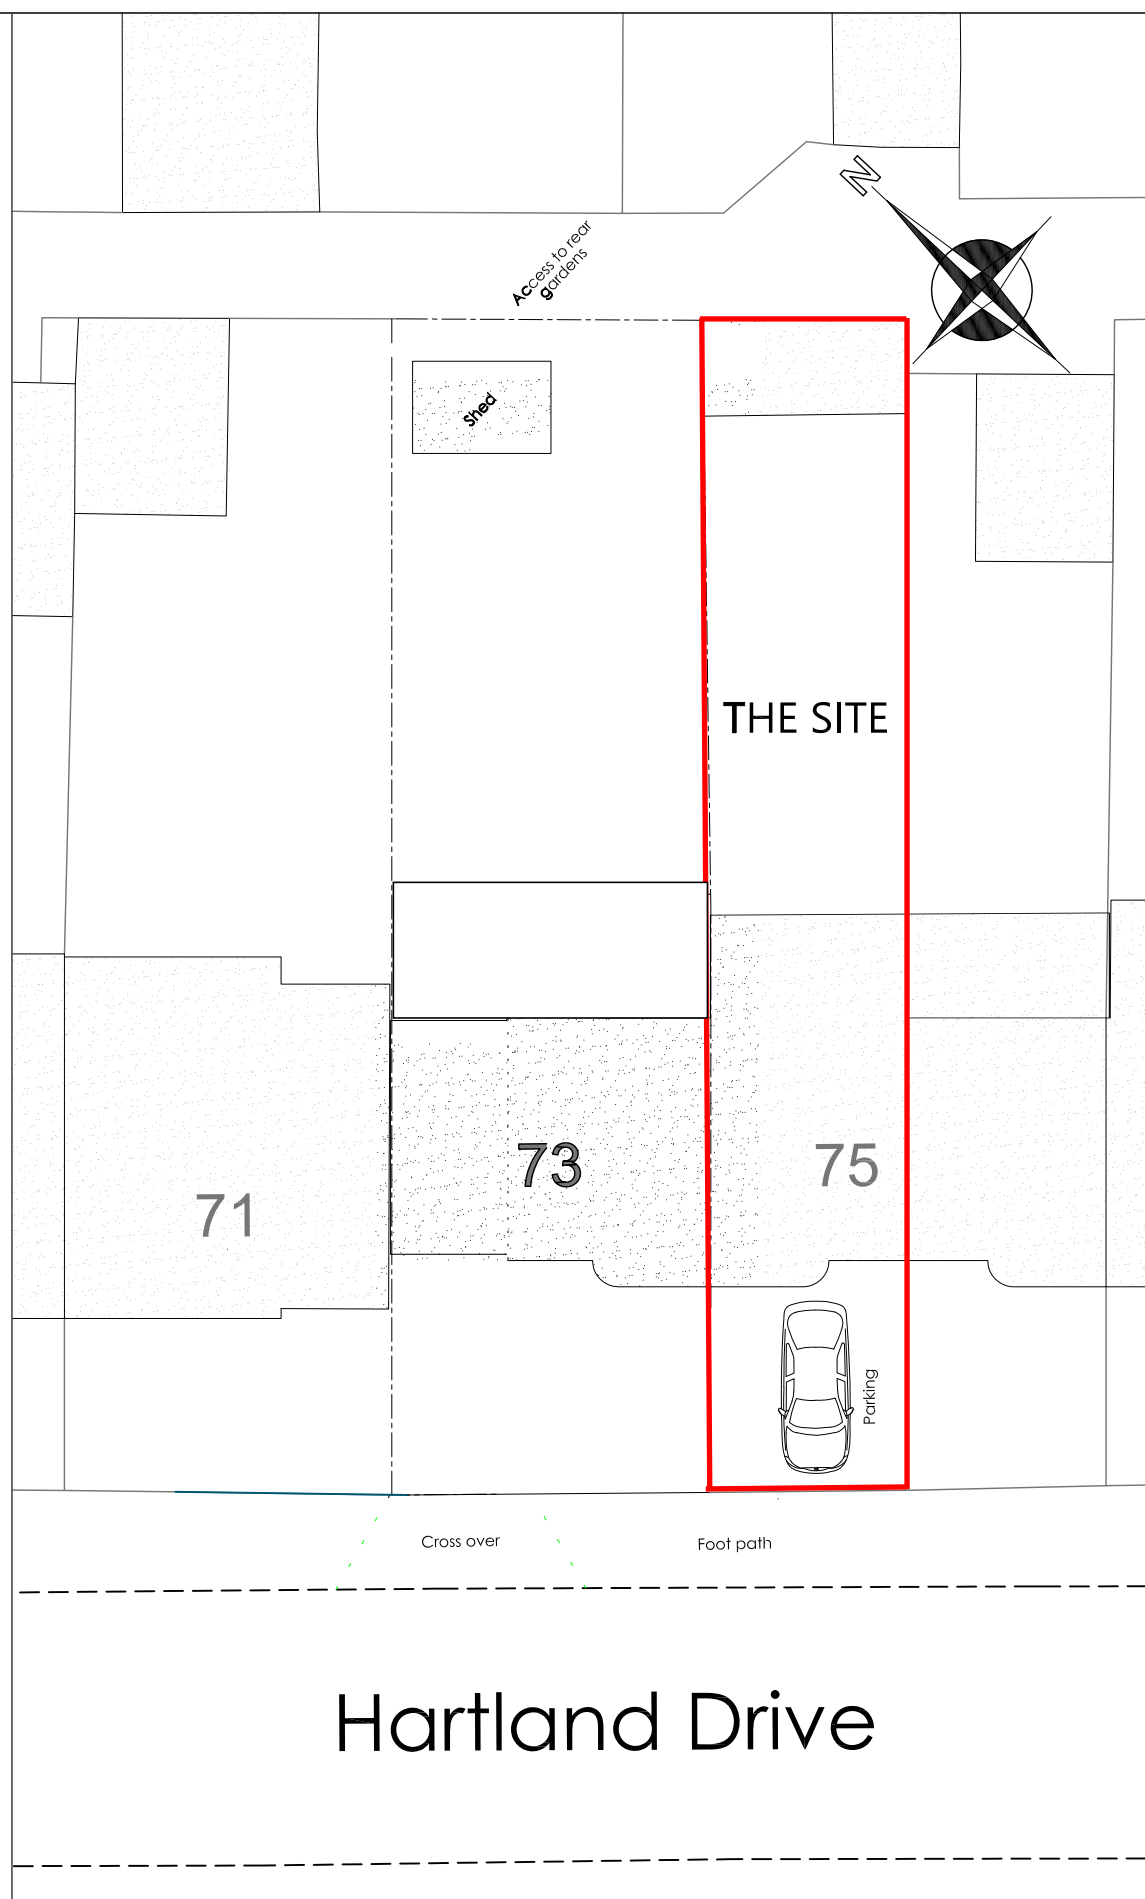 N
Access to rear
gardens
Shed
THE SITE
73
75
71
Parking
Cross over
Foot path
Hartland Drive